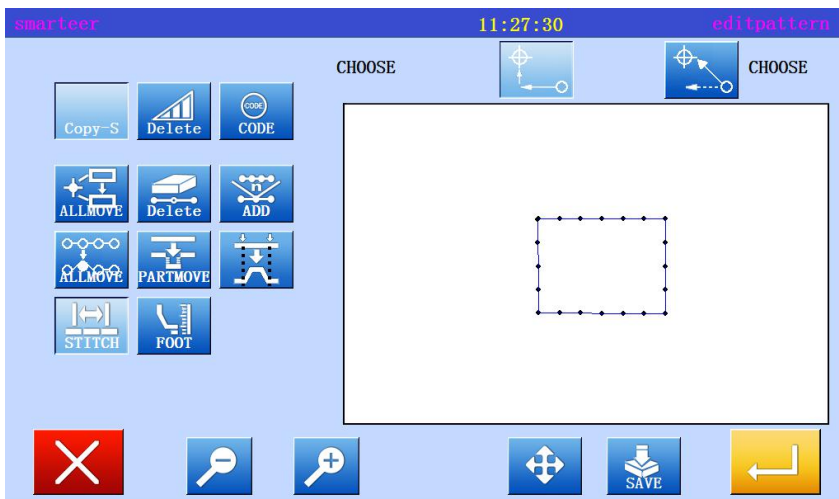 smarteer 11:27:30 editpattern
CHOOSE CHOOSE
Copy-S Delete CODE CODE
ALLMOVE Delete n ADD
ALLMOVE PARTMOVE
STITCH FOOT
SAVE